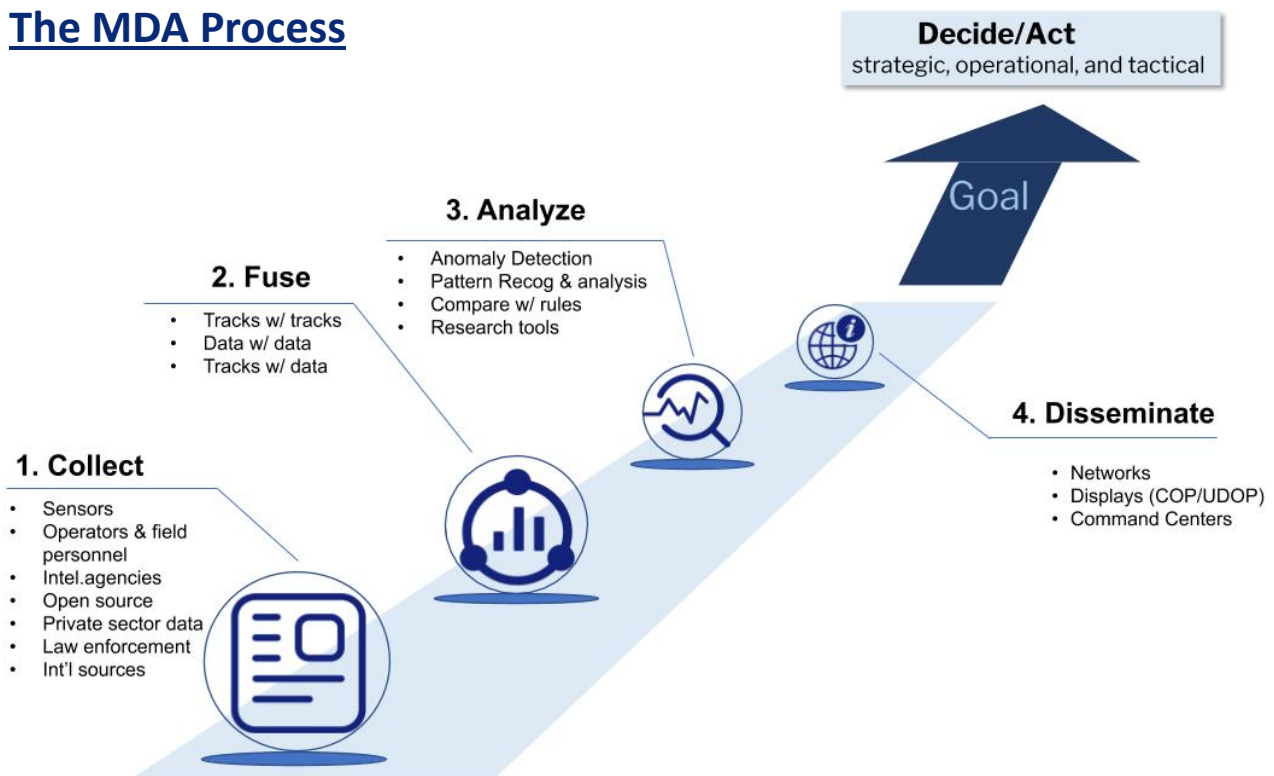 The MDA Process
Decide/Act
strategic, operational, and tactical
Goal
3. Analyze
• Anomaly Detection
• Pattern Recog & analysis
• Compare w/ rules
• Research tools
2. Fuse
• Tracks w/ tracks
• Data w/ data
• Tracks w/ data
4. Disseminate
• Networks
• Displays (COP/UDOP)
• Command Centers
1. Collect
• Sensors
• Operators & field
personnel
• Intel.agencies
• Open source
• Private sector data
• Law enforcement
• Int'l sources
i